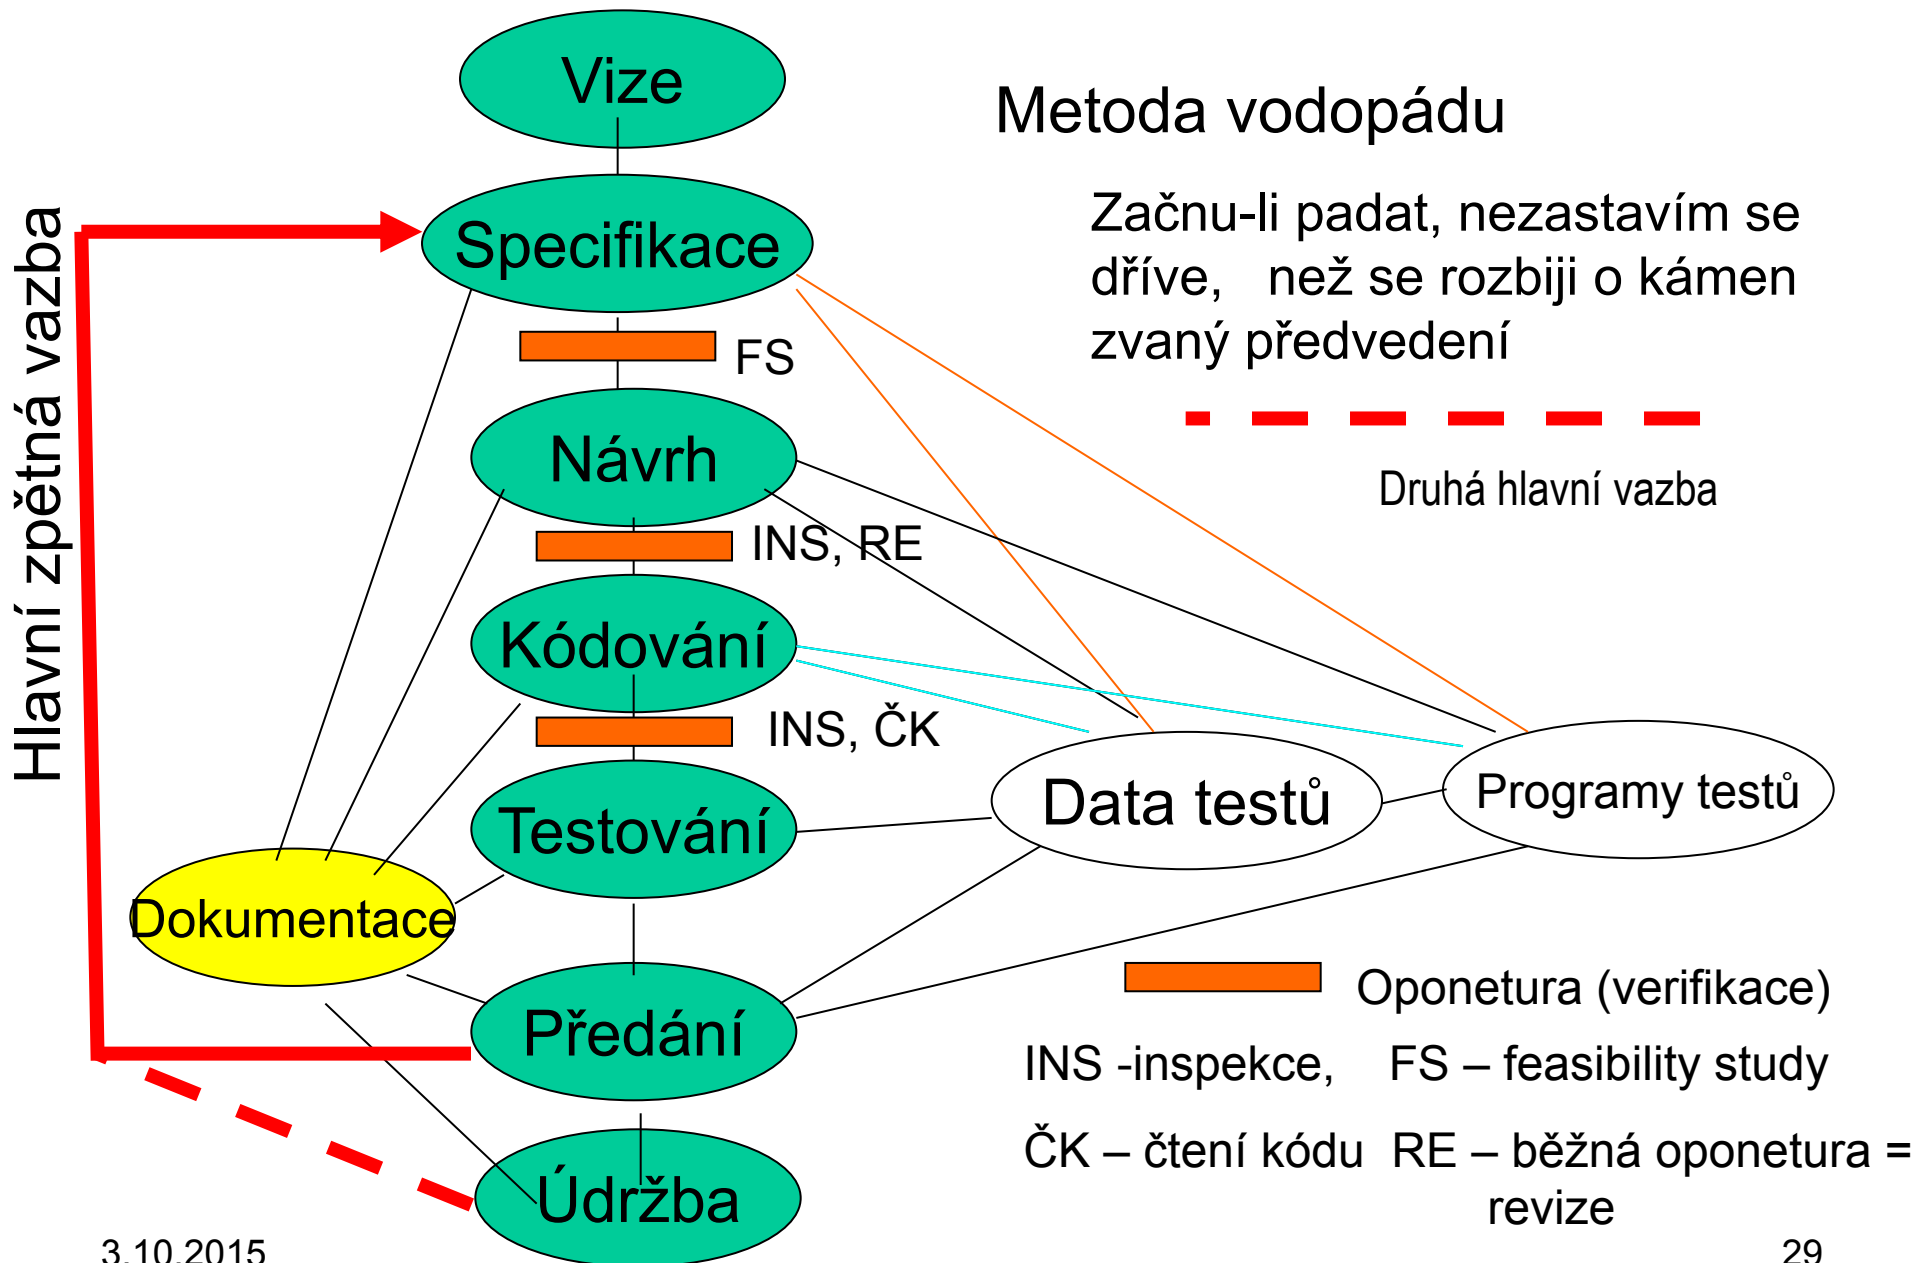 Vize
Metoda vodopádu
Začnu-li padat, nezastavím se
dříve, než se rozbiji o kámen
zvaný předvedení
Specifikace
Hlavní zpětná vazba
FS
Návrh
Druhá hlavní vazba
INS, RE
Kódování
INS, ČK
Testování
Data testů
Programy testů
Dokumentace
Předání
Oponetura (verifikace)
INS -inspekce, FS – feasibility study
ČK – čtení kódu RE – běžná oponetura =
revize
Údržba
3.10.2015
29